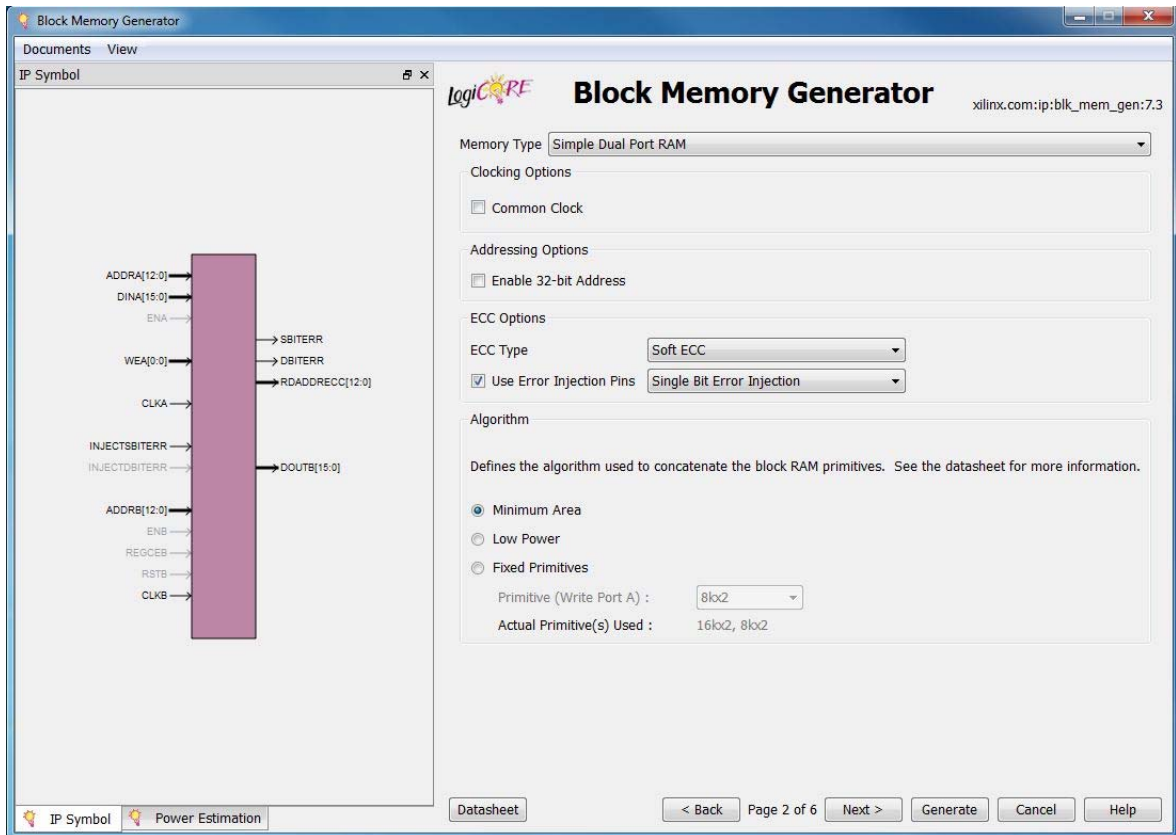 Block Memory Generator
Documents View
IP Symbol
ADDRA[12:0]
DINA[15:0]
ENA
SBITERR
WEA[0:0]
DBITERR
RDADDRECC[12:0]
CLKA
INJECTSBITERR
INJECTDBITERR
DOUTB[15:0]
ADDRB[12:0]
ENB
REGCEB
RSTB
CLKB
IP Symbol Power Estimation
LogiCORE
Block Memory Generator
xilinx.com:ip:blk_mem_gen:7.3
Memory Type Simple Dual Port RAM
Clocking Options
Common Clock
Addressing Options
Enable 32-bit Address
ECC Options
ECC Type Soft ECC
Use Error Injection Pins Single Bit Error Injection
Algorithm
Defines the algorithm used to concatenate the block RAM primitives. See the datasheet for more information.
Minimum Area
Low Power
Fixed Primitives
Primitive (Write Port A) : 8kx2
Actual Primitive(s) Used : 16kx2, 8kx2
Datasheet < Back Page 2 of 6 Next > Generate Cancel Help